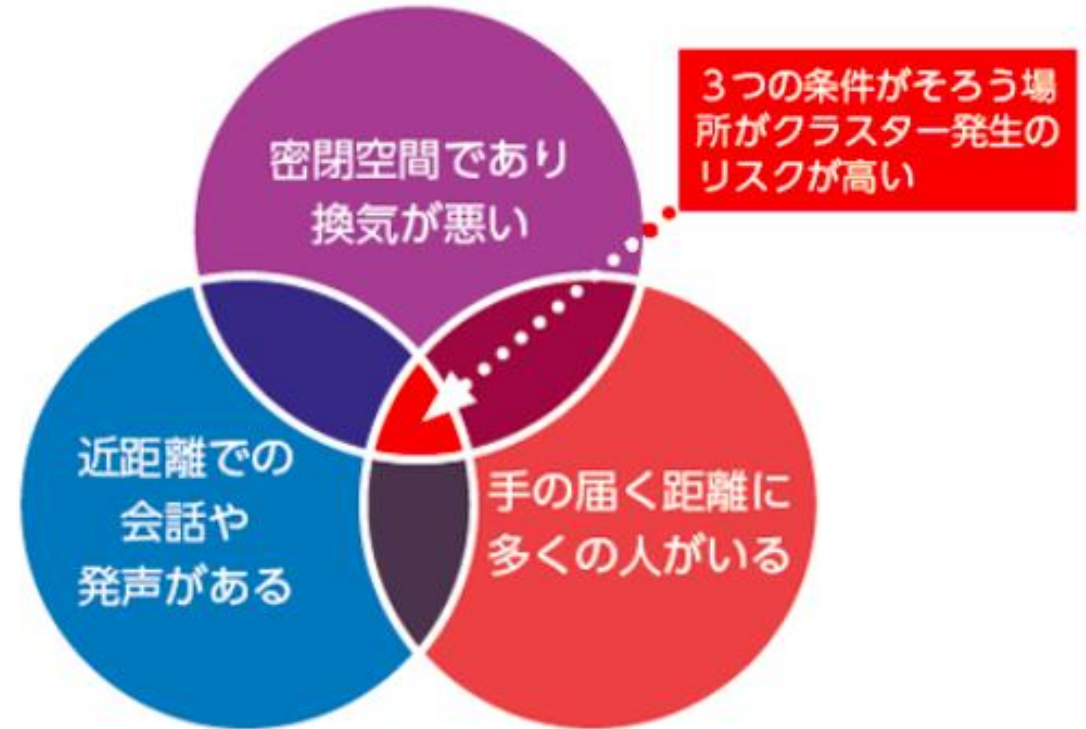 密閉空間であり
換気が悪い
３つの条件がそろう場
所がクラスター発生の
リスクが高い
近距離での
会話や
発声がある
手の届く距離に
多くの人がいる